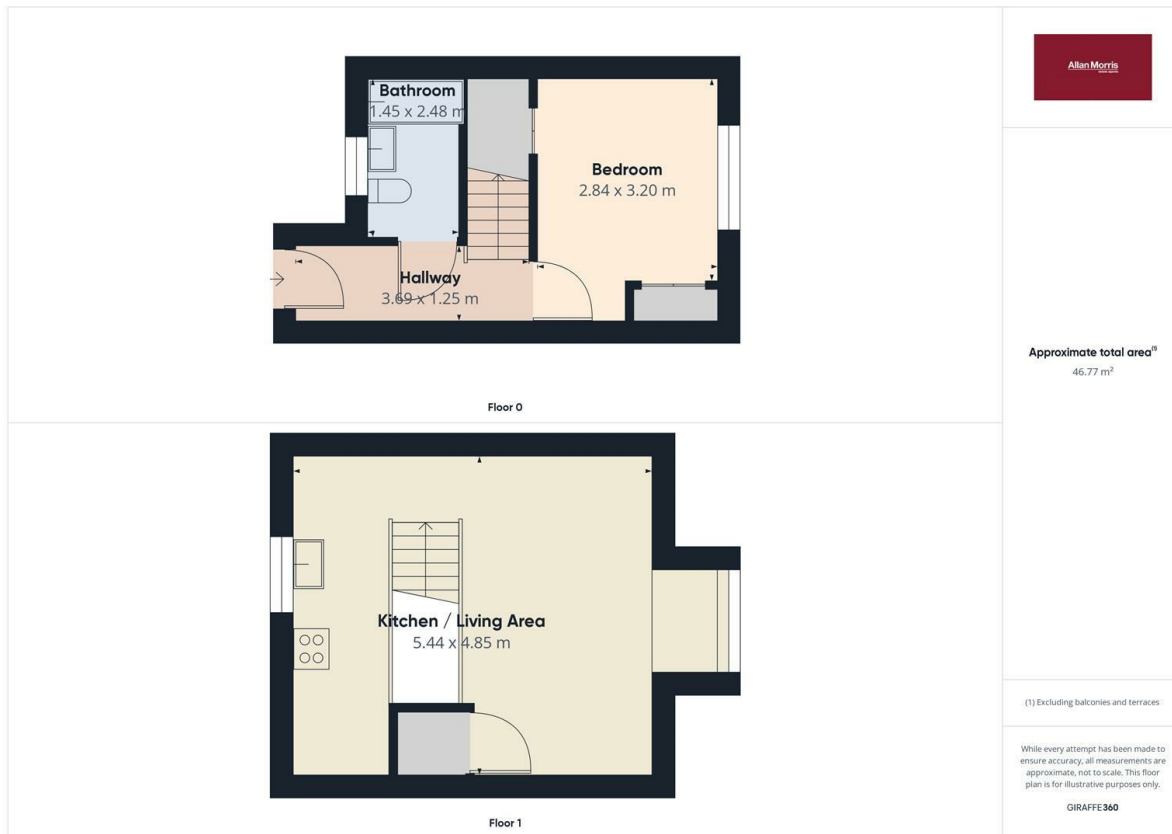 Bathroom
1.45 x 2.48 m
Bedroom
2.84 x 3.20 m
Hallway
3.69 x 1.25 m
Floor 0
Kitchen / Living Area
5.44 x 4.85 m
Floor 1
Allan Morris
estate agents
Approximate total area(1)
46.77 m²
(1) Excluding balconies and terraces
While every attempt has been made to
ensure accuracy, all measurements are
approximate, not to scale. This floor
plan is for illustrative purposes only.
GIRAFFE360